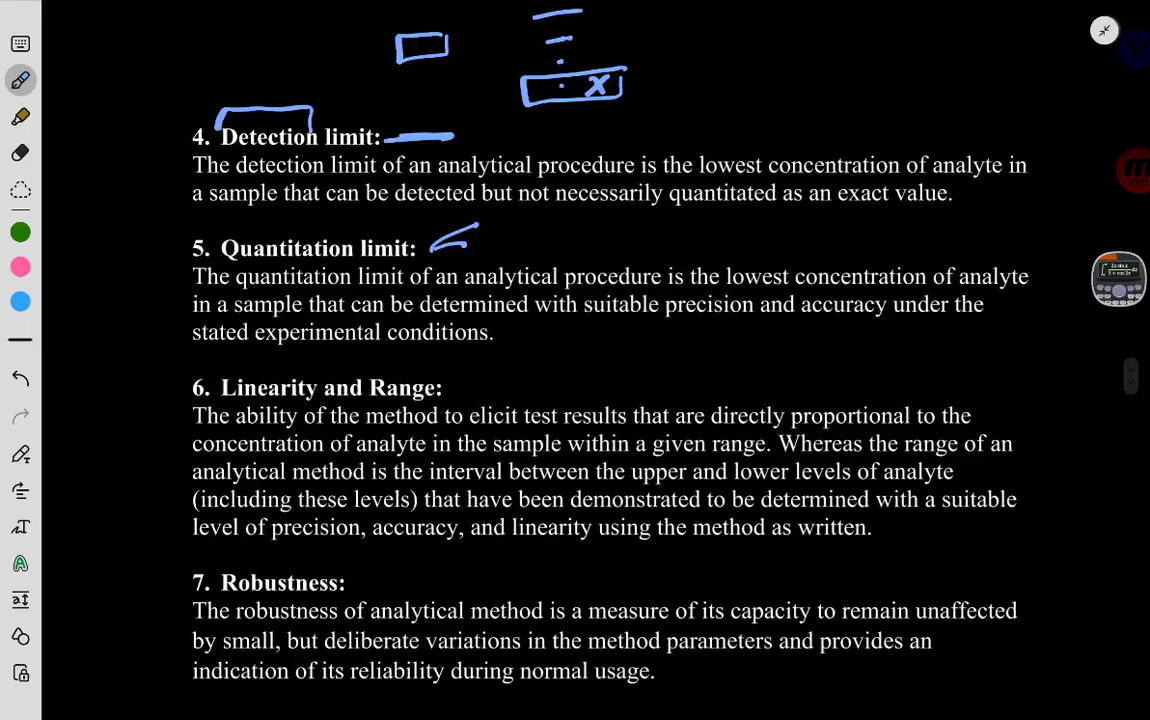 4. Detection limit:
The detection limit of an analytical procedure is the lowest concentration of analyte in
a sample that can be detected but not necessarily quantitated as an exact value.
5. Quantitation limit:
The quantitation limit of an analytical procedure is the lowest concentration of analyte
in a sample that can be determined with suitable precision and accuracy under the
stated experimental conditions.
6. Linearity and Range:
The ability of the method to elicit test results that are directly proportional to the
concentration of analyte in the sample within a given range. Whereas the range of an
analytical method is the interval between the upper and lower levels of analyte
(including these levels) that have been demonstrated to be determined with a suitable
level of precision, accuracy, and linearity using the method as written.
7. Robustness:
The robustness of analytical method is a measure of its capacity to remain unaffected
by small, but deliberate variations in the method parameters and provides an
indication of its reliability during normal usage.